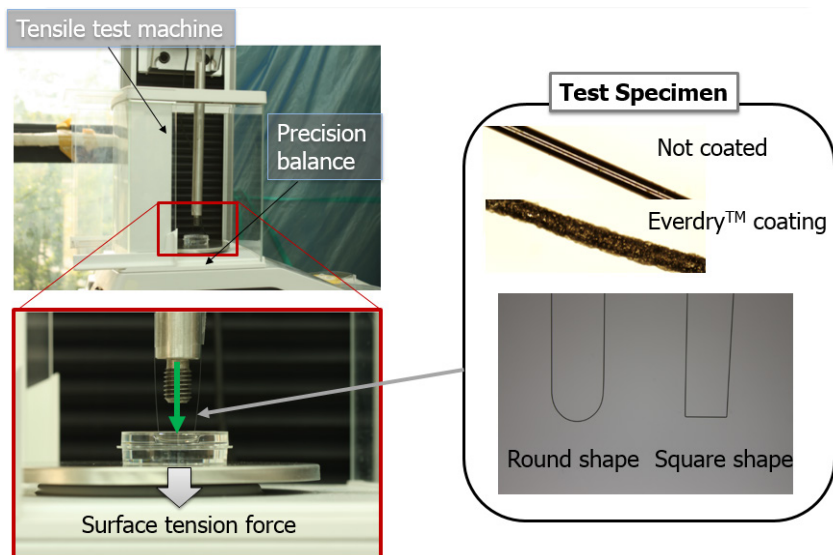 Tensile test machine
Precision
balance
Surface tension force
Test Specimen
Not coated
Everdry™ coating
Round shape
Square shape